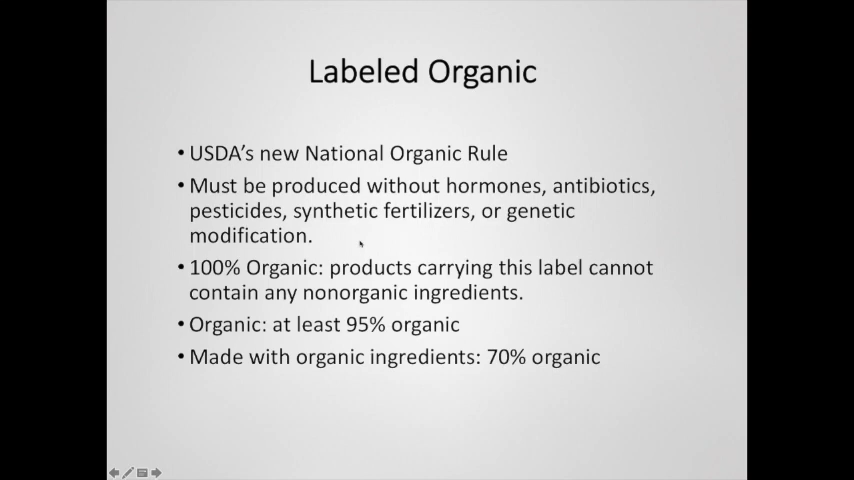 Labeled Organic
• USDA's new National Organic Rule
• Must be produced without hormones, antibiotics,
pesticides, synthetic fertilizers, or genetic
modification.
• 100% Organic: products carrying this label cannot
contain any nonorganic ingredients.
• Organic: at least 95% organic
• Made with organic ingredients: 70% organic